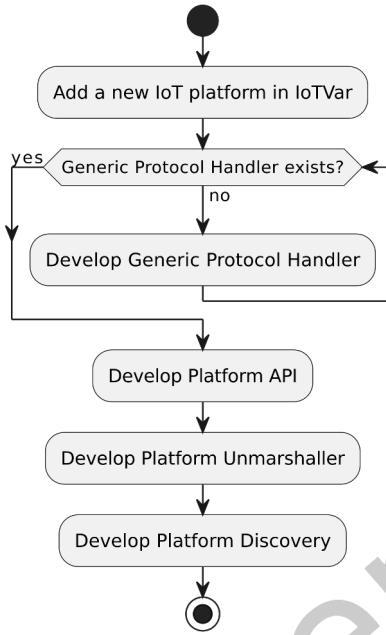 Add a new IoT platform in IoTVar
yes
Generic Protocol Handler exists?
no
Develop Generic Protocol Handler
Develop Platform API
Develop Platform Unmarshaller
Develop Platform Discovery